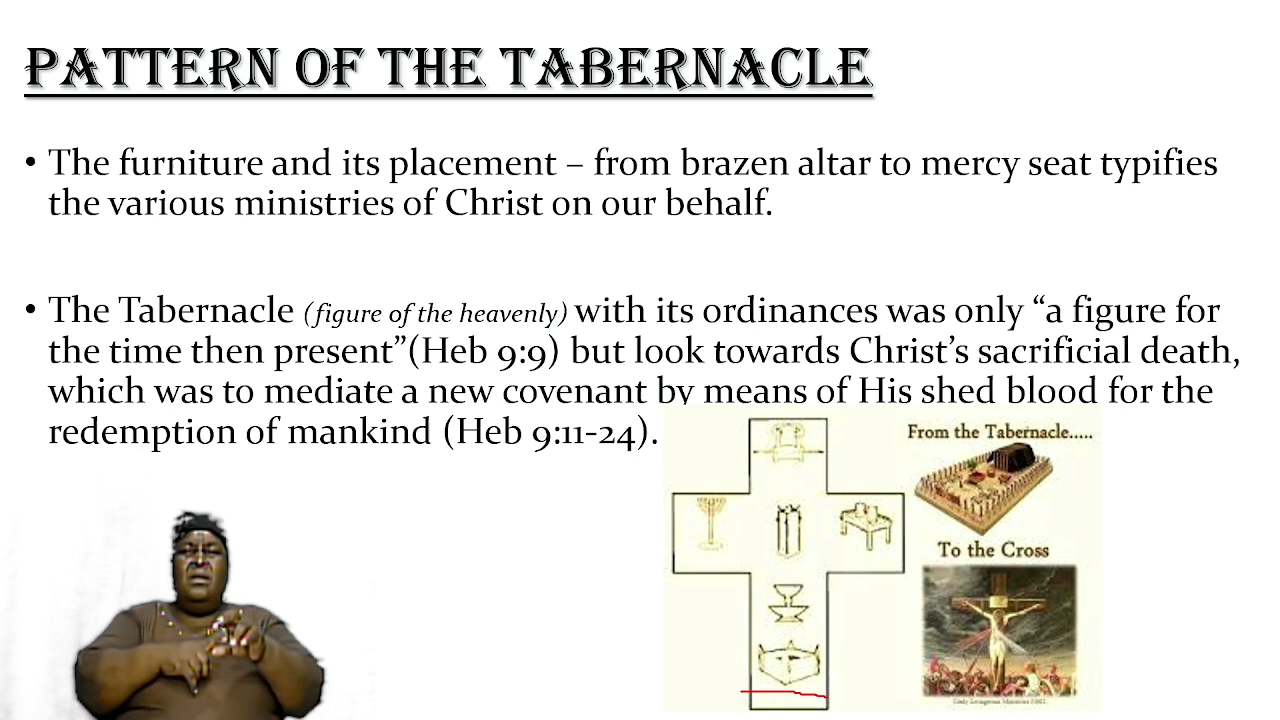 PATTERN OF THE TABERNACLE
• The furniture and its placement – from brazen altar to mercy seat typifies
the various ministries of Christ on our behalf.
• The Tabernacle (figure of the heavenly) with its ordinances was only “a figure for
the time then present”(Heb 9:9) but look towards Christ’s sacrificial death,
which was to mediate a new covenant by means of His shed blood for the
redemption of mankind (Heb 9:11-24).
From the Tabernacle.....
To the Cross